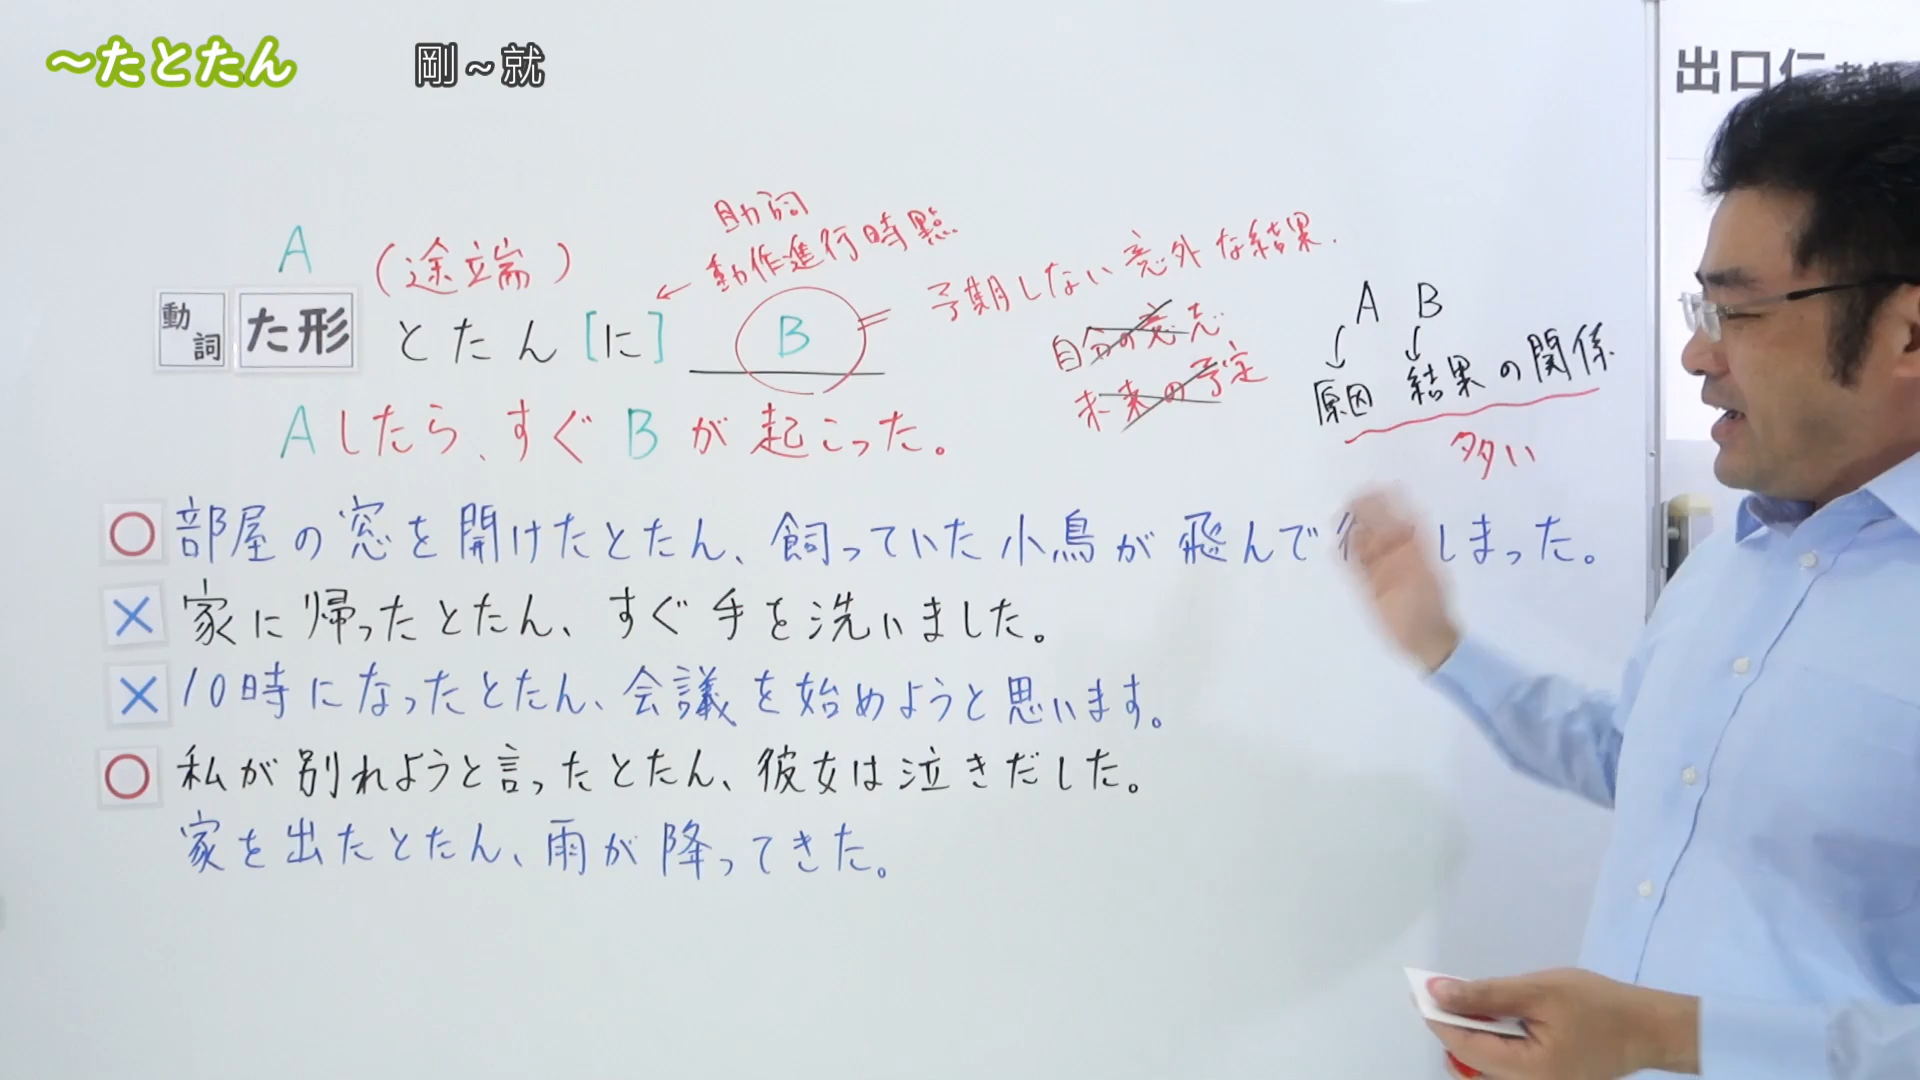 ～たとたん　剛～就
出口仁老師
助詞
動作進行時點
A　(途端)
予期しない意外な結果.
動詞 た形 とたん[に] B
自分の意志
未来の予定
A B
原因 結果の関係
多い
Aしたら、すぐBが起こった。
○ 部屋の窓を開けたとたん、飼っていた小鳥が飛んで行 しまった。
× 家に帰ったとたん、すぐ手を洗いました。
× 10時になったとたん、会議を始めようと思います。
○ 私が別れようと言ったとたん、彼女は泣きだした。
家を出たとたん、雨が降ってきた。